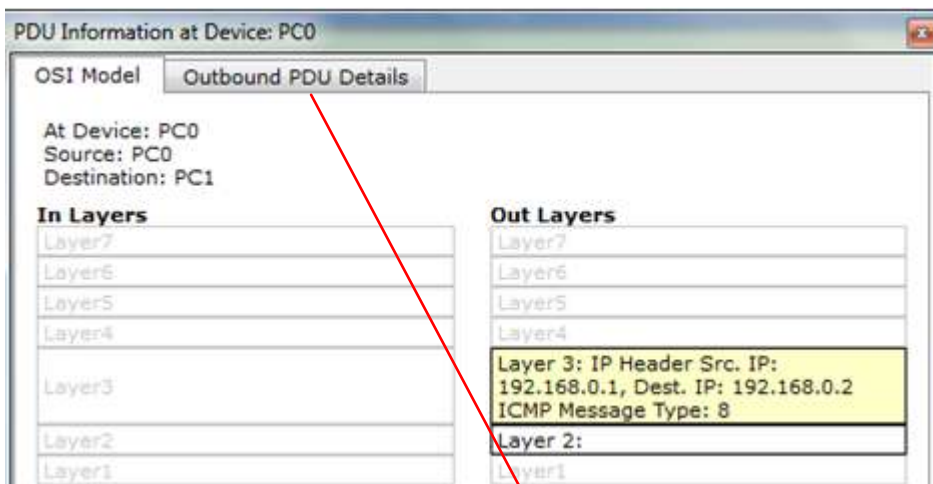 PDU Information at Device: PC0
OSI Model
Outbound PDU Details
At Device: PC0
Source: PC0
Destination: PC1
In Layers
Layer7
Layer6
Layer5
Layer4
Layer3
Layer2
Layer1
Out Layers
Layer7
Layer6
Layer5
Layer4
Layer 3: IP Header Src. IP:
192.168.0.1, Dest. IP: 192.168.0.2
ICMP Message Type: 8
Layer 2:
Layer1